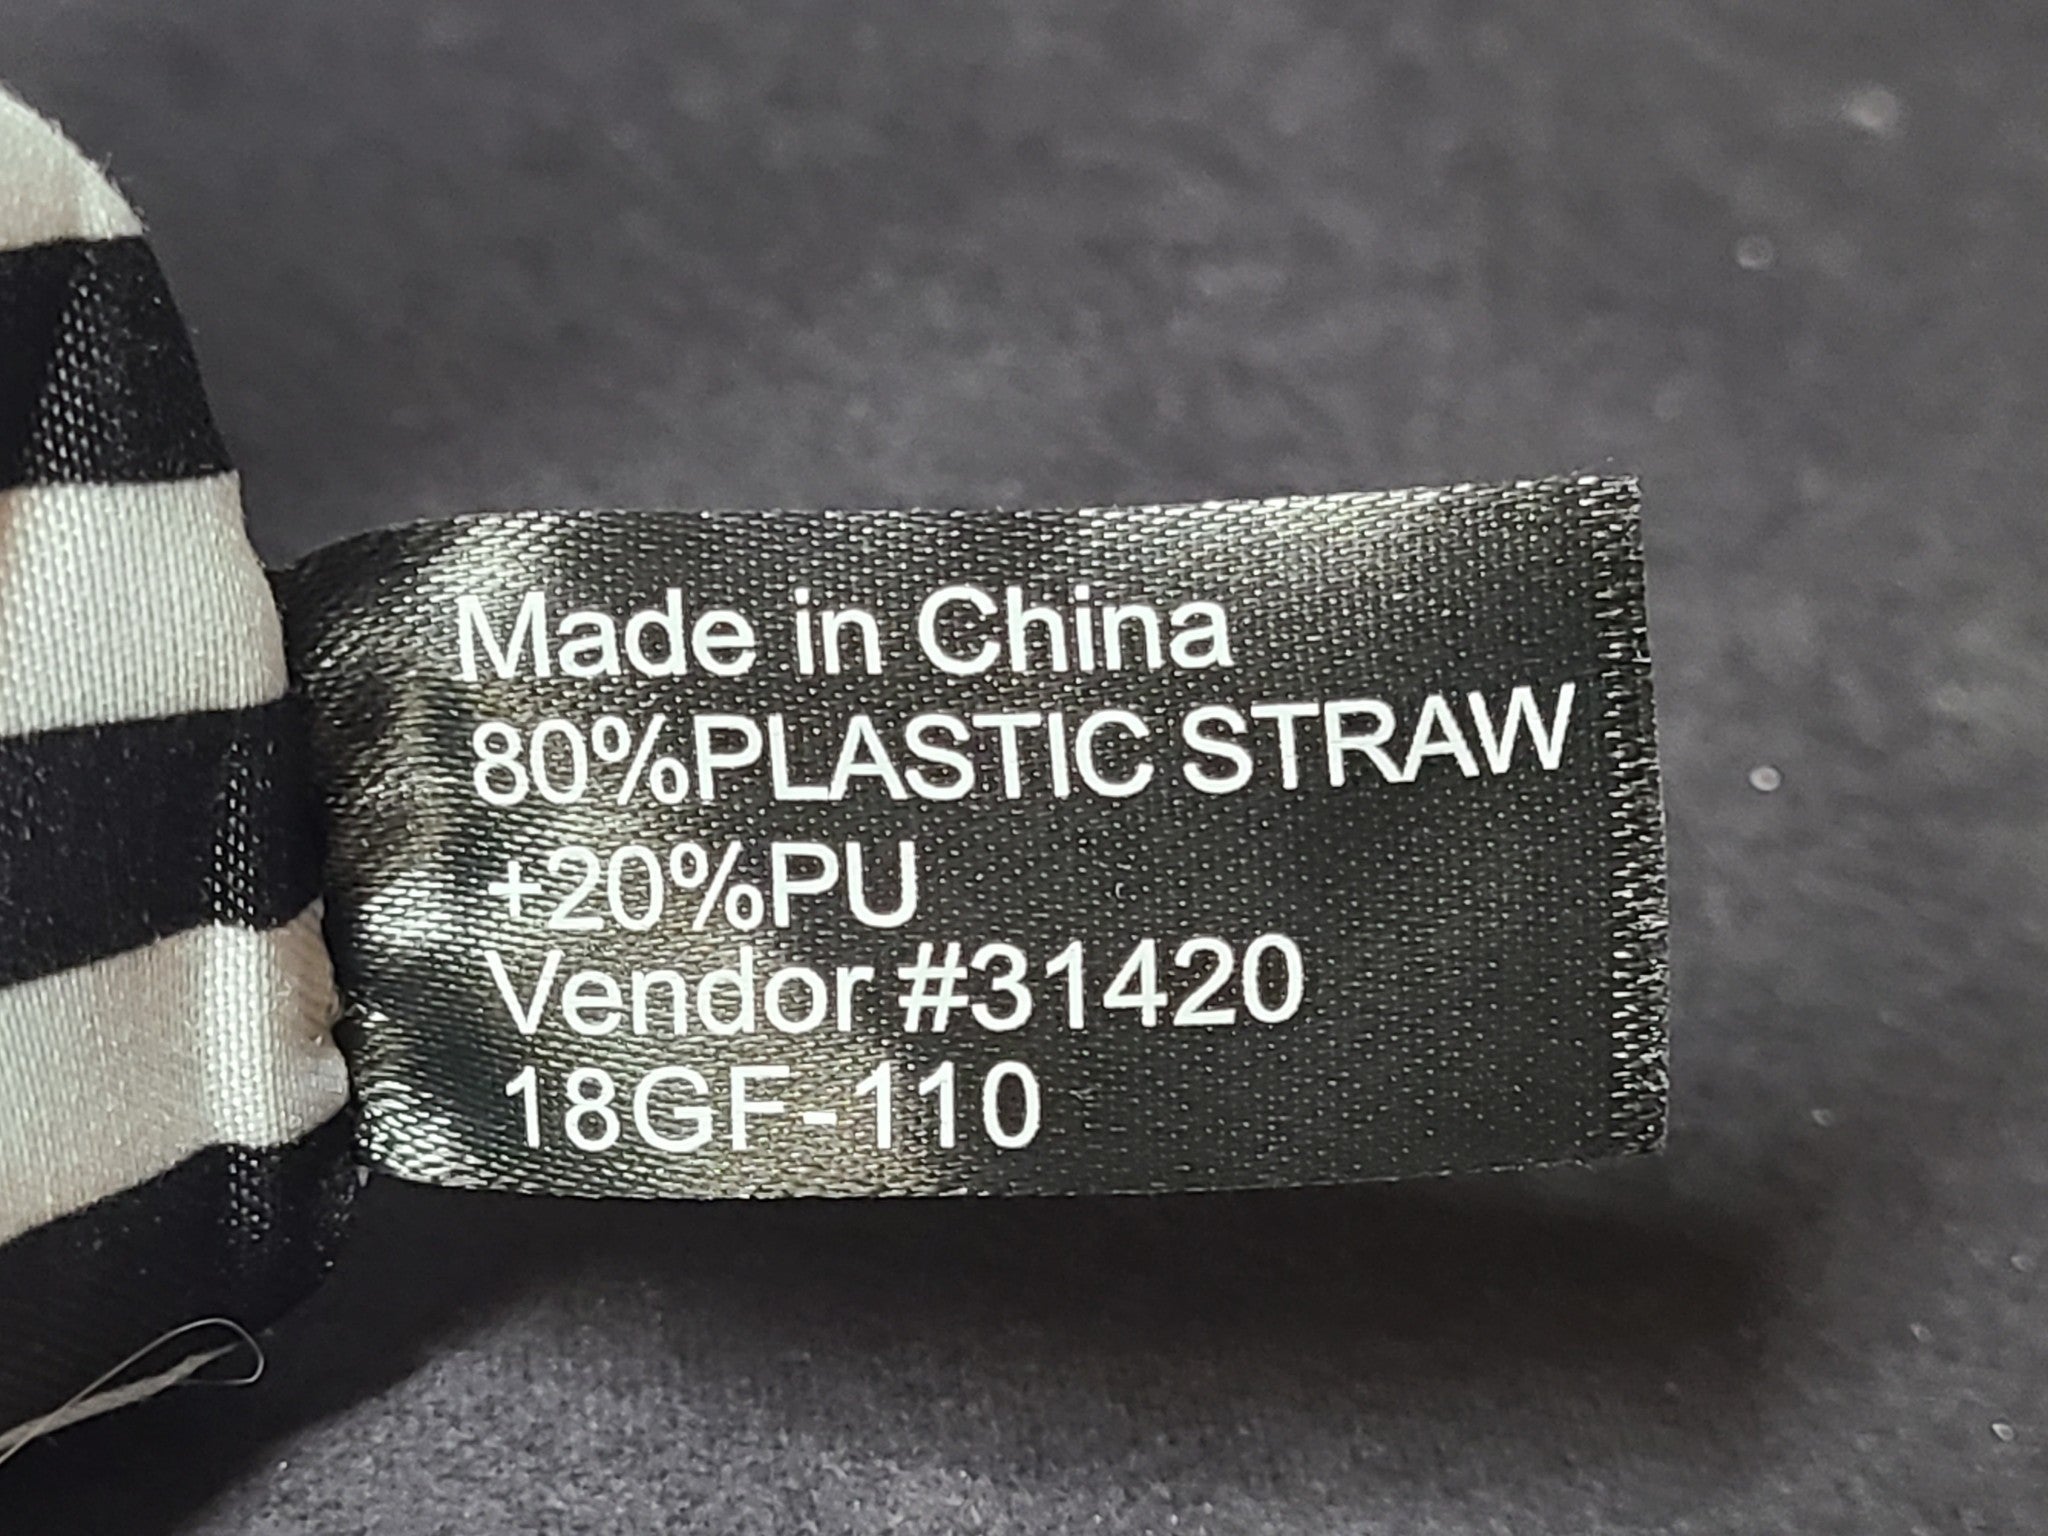 Made in China
80%PLASTIC STRAW
+20%PU
Vendor #31420
18GF-110